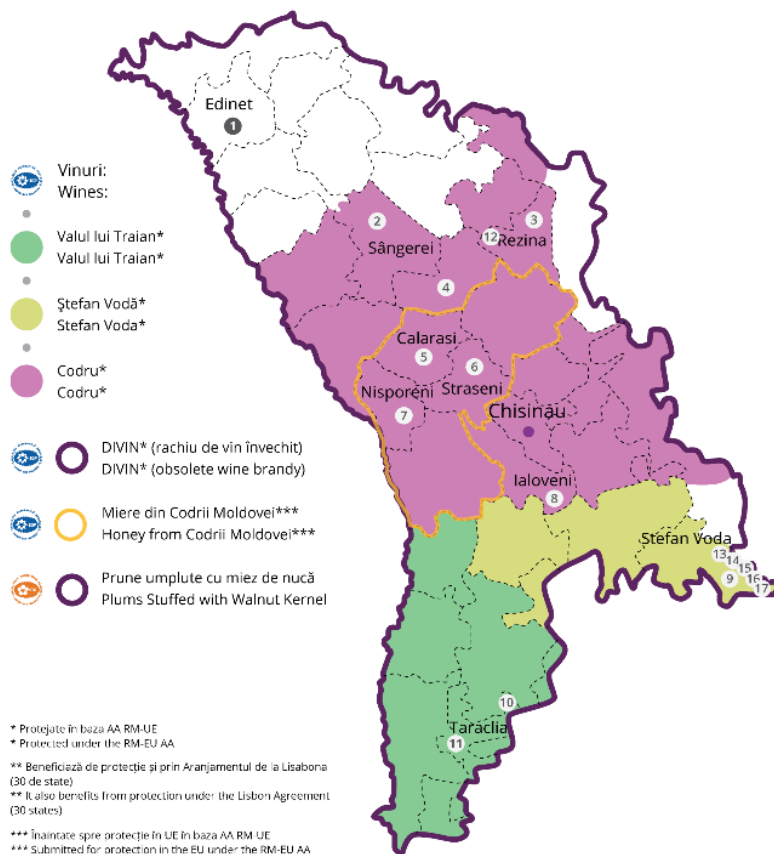 Edinet
1
Vinuri:
Wines:
Valul lui Traian*
Valul lui Traian*
Ştefan Vodă*
Stefan Voda*
Codru*
Codru*
DIVIN* (rachiu de vin învechit)
DIVIN* (obsolete wine brandy)
Miere din Codrii Moldovei***
Honey from Codrii Moldovei***
Prune umplute cu miez de nucă
Plums Stuffed with Walnut Kernel
2
Sângerei
3
12
Rezina
4
Calarasi
5
6
Straseni
Nisporeni
7
Chisinau
Ialoveni
8
Stefan Voda
13
14
15
9
16
17
10
Taraclia
11
* Protejate în baza AA RM-UE
* Protected under the RM-EU AA
** Beneficiază de protecție și prin Aranjamentul de la Lisabona
(30 de state)
** It also benefits from protection under the Lisbon Agreement
(30 states)
*** Înaintate spre protecție în UE în baza AA RM-UE
*** Submitted for protection in the EU under the RM-EU AA